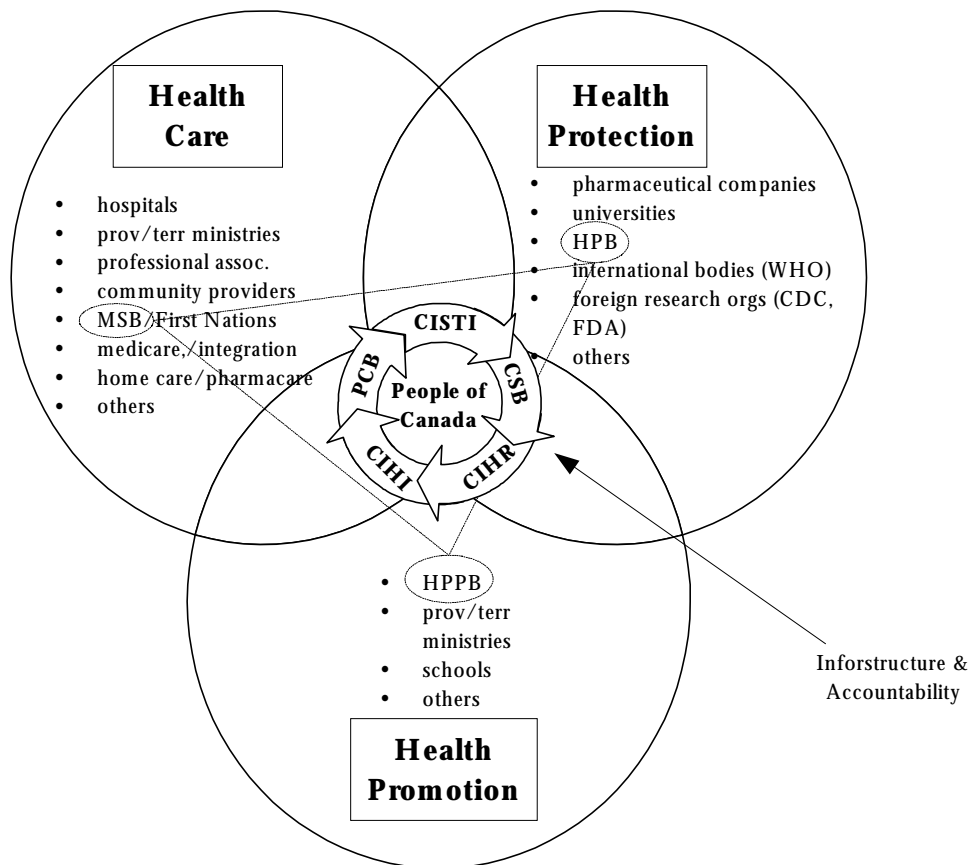 Health
Care
• hospitals
• prov/terr ministries
• professional assoc.
• community providers
• MSB/First Nations
• medicare,/integration
• home care/pharmacare
• others
Health
Protection
• pharmaceutical companies
• universities
• HPB
• international bodies (WHO)
• foreign research orgs (CDC,
FDA)
• others
CISTI
CSB
CIHR
CIHI
PCB
People of
Canada
• HPPB
• prov/terr
ministries
• schools
• others
Health
Promotion
Inforstructure &
Accountability